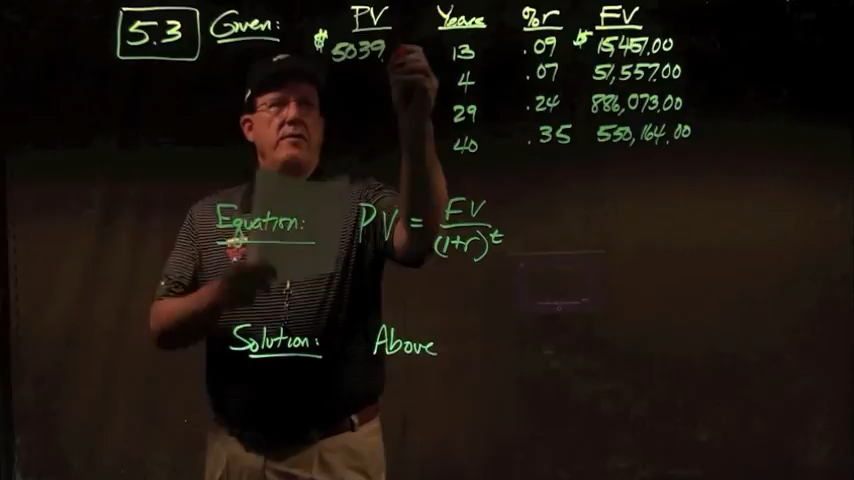 5.3 Given: PV Years %r FV
$ 5039 13 .09 $ 15,457.00
4 .07 51,557.00
29 .24 886,073.00
40 .35 550,164.00
Equation: PV = FV / (1+r)^t
Solution: Above